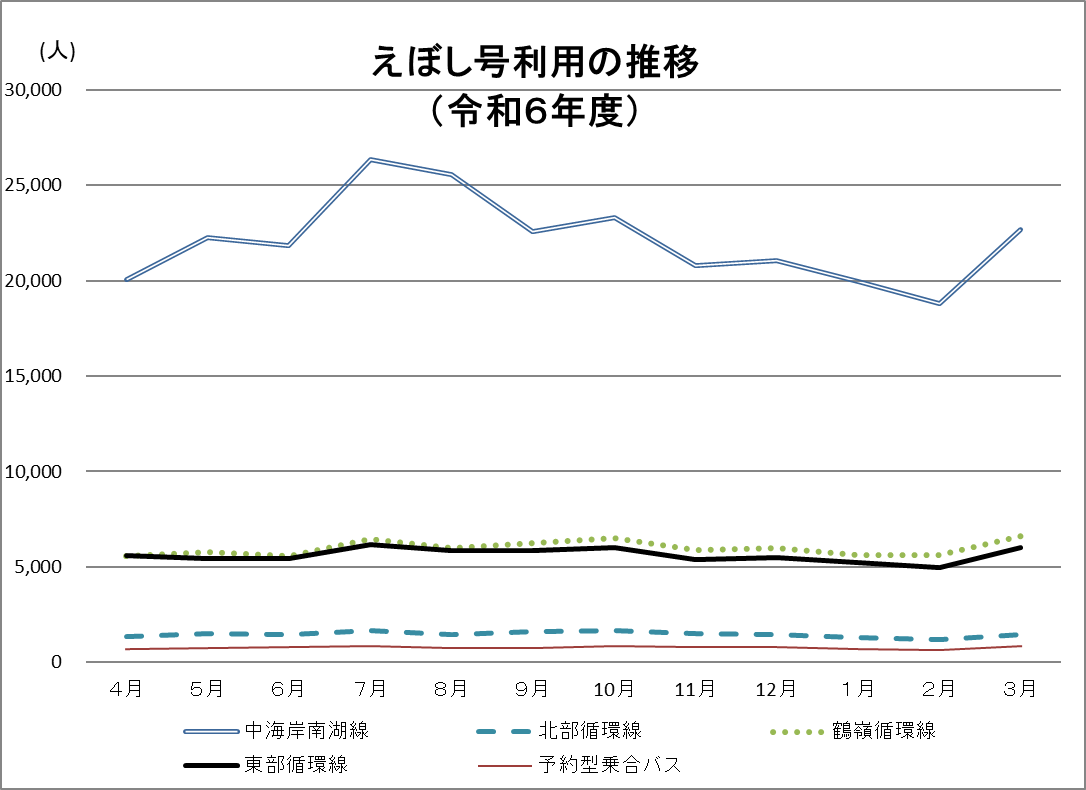 (人)
えぼし号利用の推移
（令和６年度）
30,000
25,000
20,000
15,000
10,000
5,000
0
４月 ５月 ６月 ７月 ８月 ９月 10月 11月 12月 １月 ２月 ３月
中海岸南湖線 北部循環線 鶴嶺循環線
東部循環線 予約型乗合バス